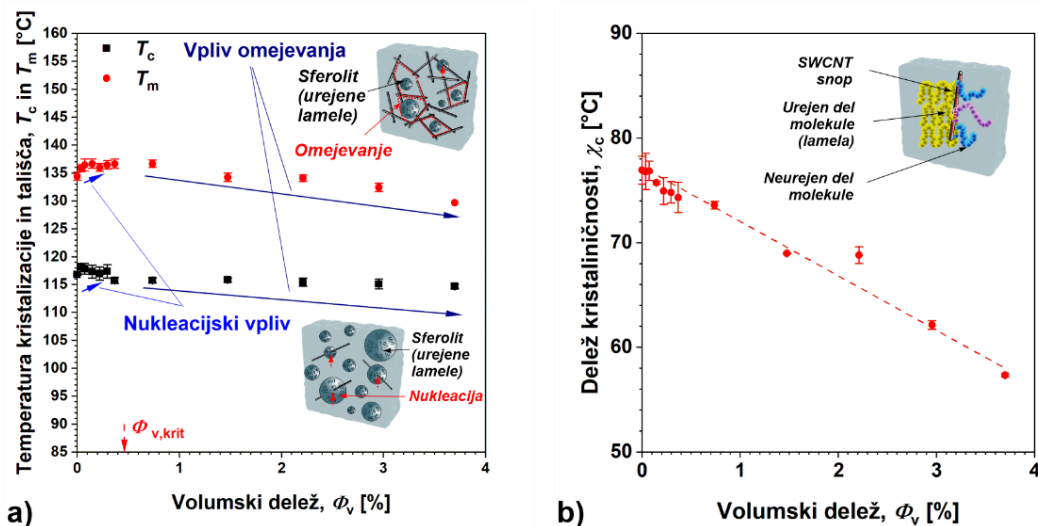 Temperatura kristalizacije in tališča, Tc in Tm [°C]
160
155
150
145
140
135
130
125
120
115
110
105
100
95
90
85
Tc
Tm
Vpliv omejevanja
Sferolit
(urejene
lamele)
Omejevanje
Nukleacijski vpliv
Sferolit
(urejene
lamele)
Nukleacija
Φv,krit
0 1 2 3 4
Volumski delež, Φv [%]
a)
Delež kristaliničnosti, χc [°C]
90
80
70
60
50
SWCNT
snop
Urejen del
molekule
(lamela)
Neurejen del
molekule
0 1 2 3 4
Volumski delež, Φv [%]
b)